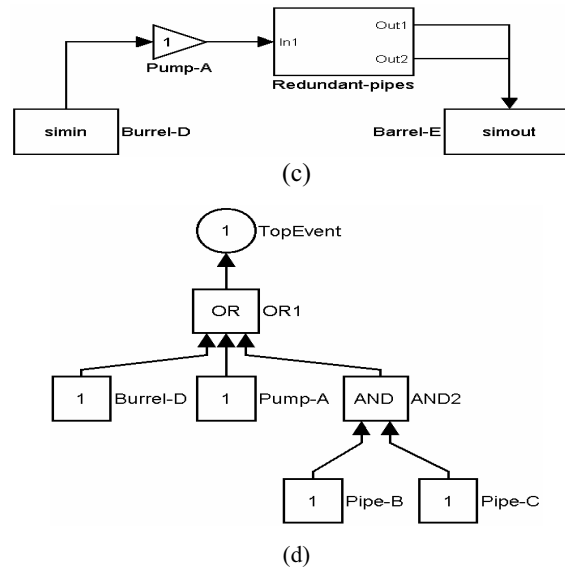 1
Pump-A
In1
Out1
Out2
Redundant-pipes
simin
Burrel-D
Barrel-E
simout
(c)
1
TopEvent
OR
OR1
1
Burrel-D
1
Pump-A
AND
AND2
1
Pipe-B
1
Pipe-C
(d)